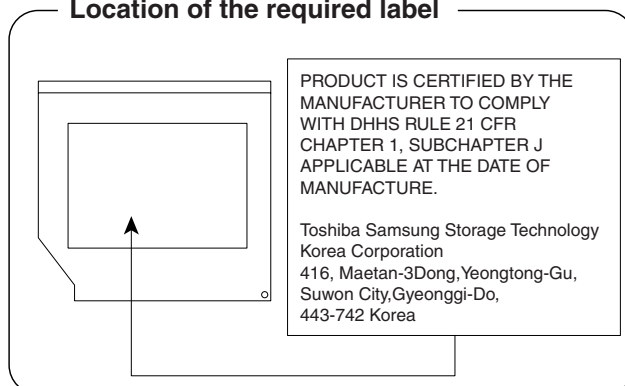 Location of the required label
PRODUCT IS CERTIFIED BY THE
MANUFACTURER TO COMPLY
WITH DHHS RULE 21 CFR
CHAPTER 1, SUBCHAPTER J
APPLICABLE AT THE DATE OF
MANUFACTURE.
Toshiba Samsung Storage Technology
Korea Corporation
416, Maetan-3Dong,Yeongtong-Gu,
Suwon City,Gyeonggi-Do,
443-742 Korea